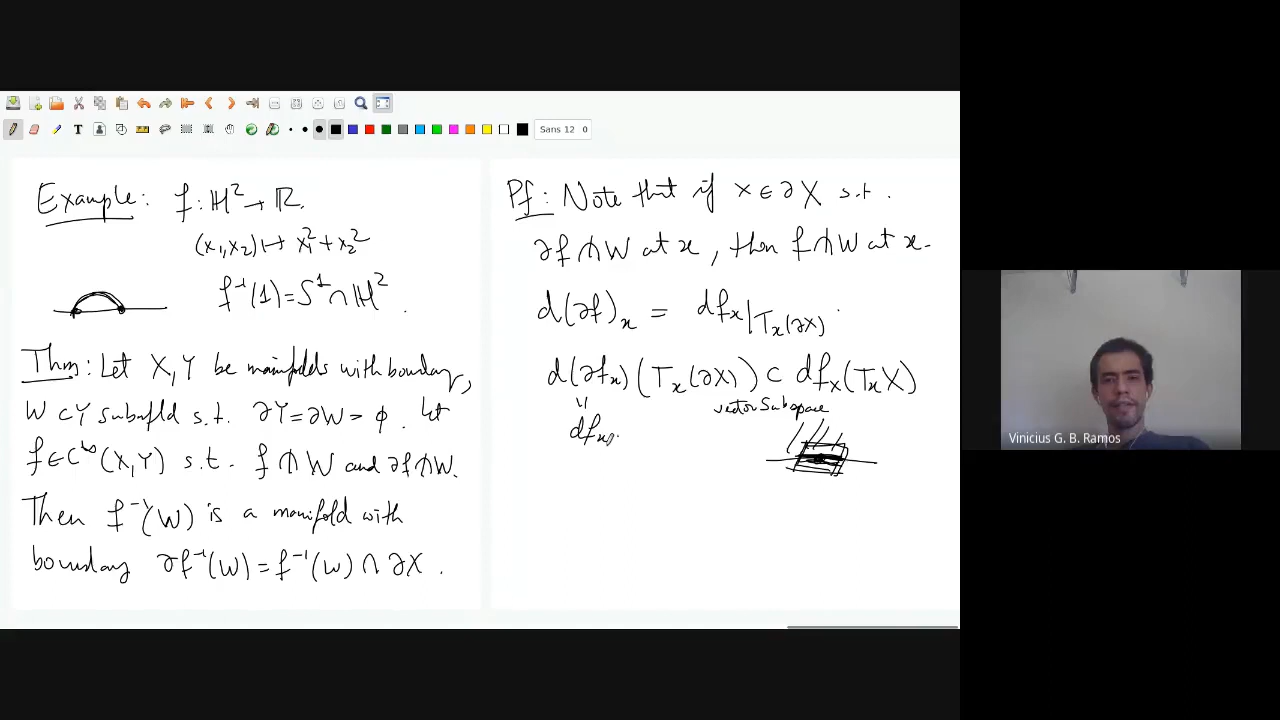 Sans 12 0
Example: f: ℍ² → ℝ.
(x₁,x₂) ↦ x₁² + x₂²
f⁻¹(1) = S¹ ∩ ℍ².
Thm: Let X, Y be manifolds with boundary,
W ⊂ Y submfld s.t. ∂Y = ∂W = ϕ. Let
f ∈ C^∞(X,Y) s.t. f ⋔ W and ∂f ⋔ W.
Then f⁻¹(W) is a manifold with
boundary ∂f⁻¹(W) = f⁻¹(W) ∩ ∂X.
Pf: Note that if x ∈ ∂X s.t.
∂f ⋔ W at x, then f ⋔ W at x.
d(∂f)ₓ = dfₓ|Tₓ(∂X)
d(∂fₓ)(Tₓ(∂X)) ⊂ dfₓ(TₓX)
vector subspace
dfₓ
Vinicius G. B. Ramos